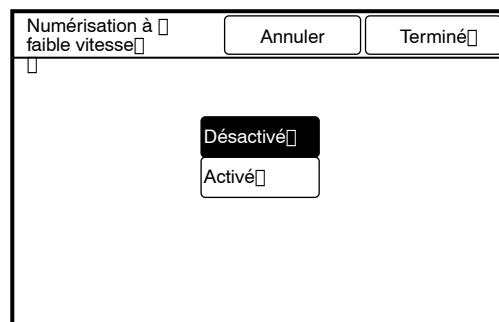 Numérisation à
faible vitesse
Annuler
Terminé
Désactivé
Activé